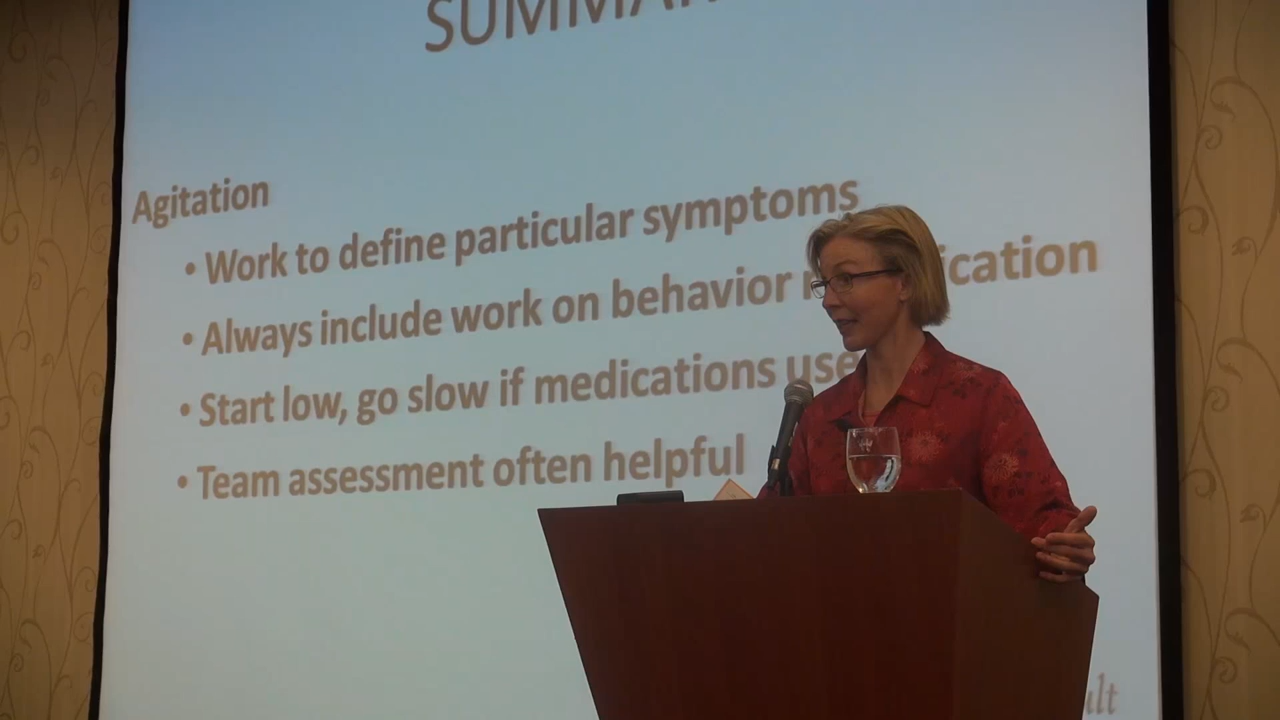 Agitation
• Work to define particular symptoms
• Always include work on behavior
• Start low, go slow if medications use
• Team assessment often helpful